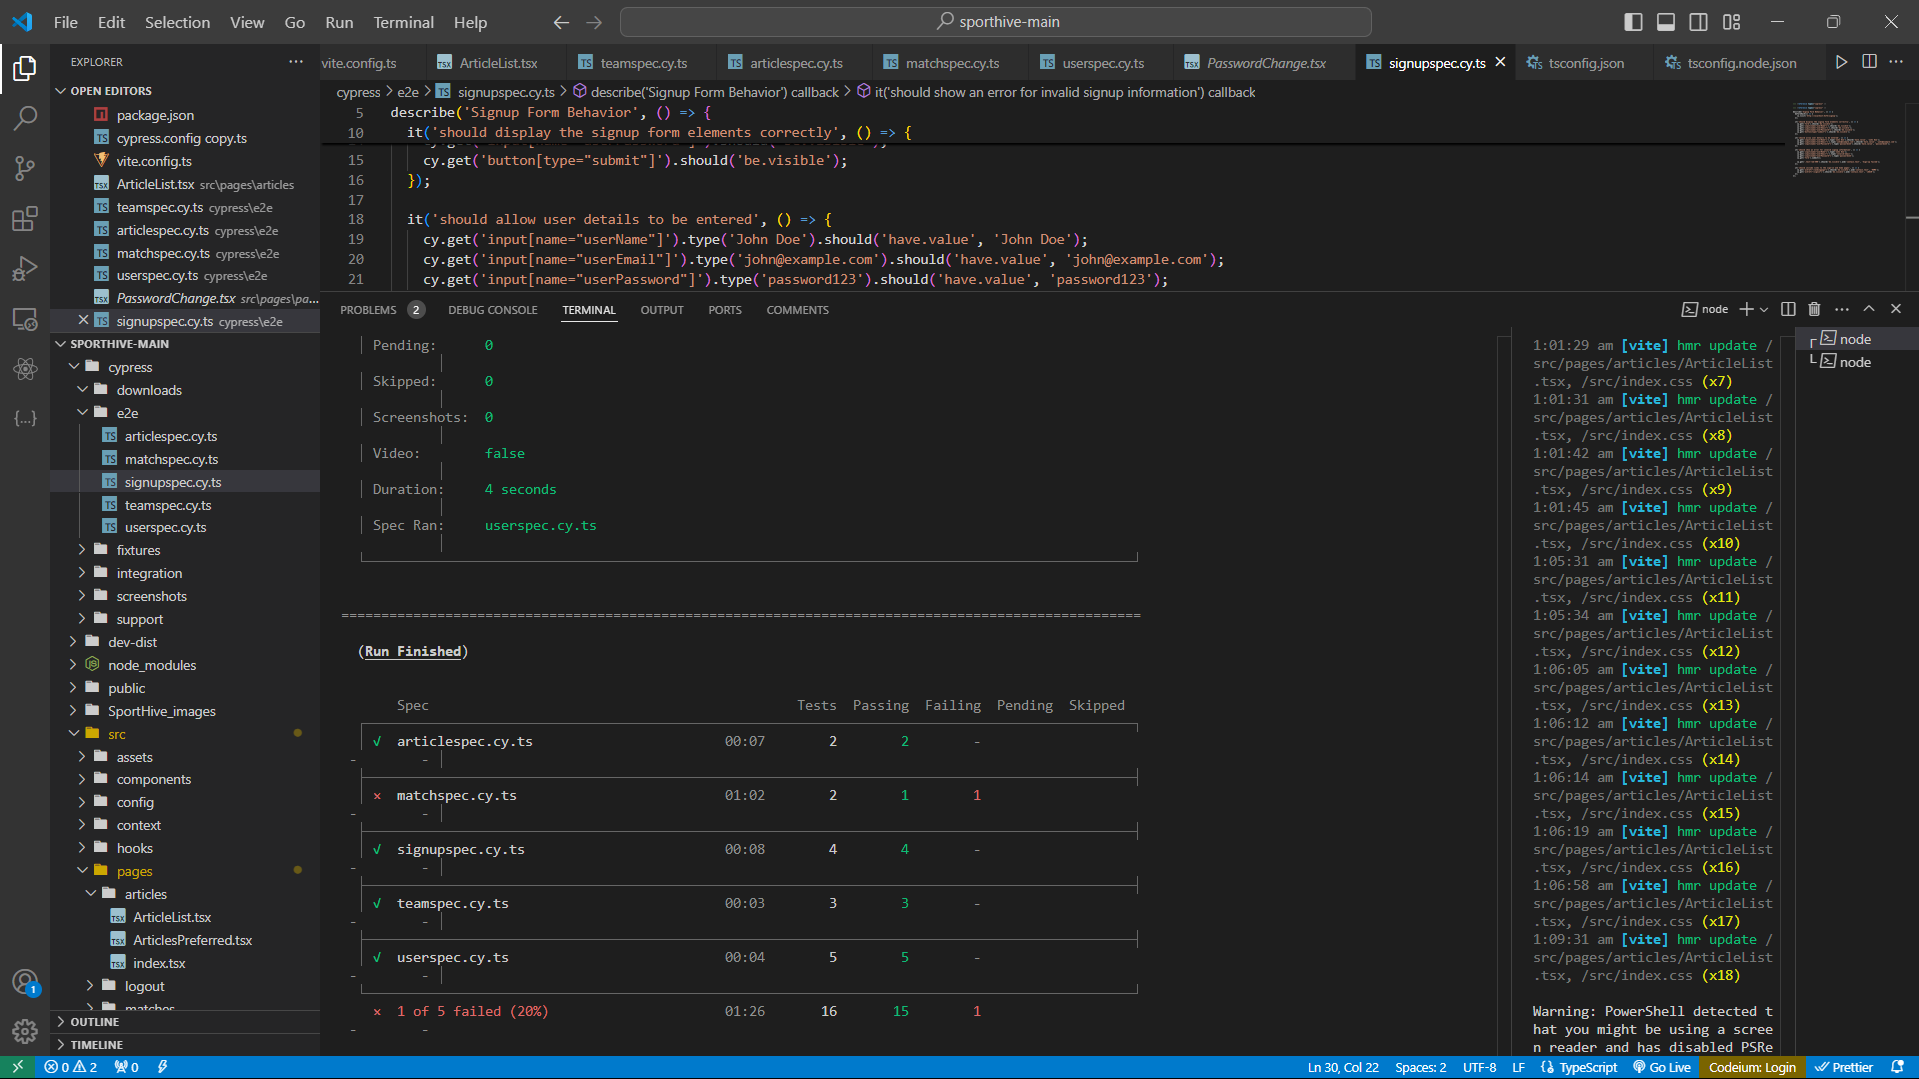 File Edit Selection View Go Run Terminal Help
sporthive-main
EXPLORER
OPEN EDITORS
package.json
cypress.config copy.ts
vite.config.ts
ArticleList.tsx src\pages\articles
teamspec.cy.ts cypress\e2e
articlespec.cy.ts cypress\e2e
matchspec.cy.ts cypress\e2e
userspec.cy.ts cypress\e2e
PasswordChange.tsx src\pages\pa...
signupspec.cy.ts cypress\e2e
SPORTHIVE-MAIN
cypress
downloads
e2e
articlespec.cy.ts
matchspec.cy.ts
signupspec.cy.ts
teamspec.cy.ts
userspec.cy.ts
fixtures
integration
screenshots
support
dev-dist
node_modules
public
SportHive_images
src
assets
components
config
context
hooks
pages
articles
ArticleList.tsx
ArticlesPreferred.tsx
index.tsx
logout
matches
OUTLINE
TIMELINE
vite.config.ts ArticleList.tsx teamspec.cy.ts articlespec.cy.ts matchspec.cy.ts userspec.cy.ts PasswordChange.tsx signupspec.cy.ts tsconfig.json tsconfig.node.json
cypress > e2e > signupspec.cy.ts > describe('Signup Form Behavior') callback > it('should show an error for invalid signup information') callback
5 describe('Signup Form Behavior', () => {
10 it('should display the signup form elements correctly', () => {
15 cy.get('button[type="submit"]').should('be.visible');
16 });
17
18 it('should allow user details to be entered', () => {
19 cy.get('input[name="userName"]').type('John Doe').should('have.value', 'John Doe');
20 cy.get('input[name="userEmail"]').type('john@example.com').should('have.value', 'john@example.com');
21 cy.get('input[name="userPassword"]').type('password123').should('have.value', 'password123');
PROBLEMS 2 DEBUG CONSOLE TERMINAL OUTPUT PORTS COMMENTS
node
Pending: 0
Skipped: 0
Screenshots: 0
Video: false
Duration: 4 seconds
Spec Ran: userspec.cy.ts
====================================================================================================
(Run Finished)
Spec Tests Passing Failing Pending Skipped
√ articlespec.cy.ts 00:07 2 2 -
- -
× matchspec.cy.ts 01:02 2 1 1
- -
√ signupspec.cy.ts 00:08 4 4 -
- -
√ teamspec.cy.ts 00:03 3 3 -
- -
√ userspec.cy.ts 00:04 5 5 -
- -
× 1 of 5 failed (20%) 01:26 16 15 1
- -
1:01:29 am [vite] hmr update /
src/pages/articles/ArticleList
.tsx, /src/index.css (x7)
1:01:31 am [vite] hmr update /
src/pages/articles/ArticleList
.tsx, /src/index.css (x8)
1:01:42 am [vite] hmr update /
src/pages/articles/ArticleList
.tsx, /src/index.css (x9)
1:01:45 am [vite] hmr update /
src/pages/articles/ArticleList
.tsx, /src/index.css (x10)
1:05:31 am [vite] hmr update /
src/pages/articles/ArticleList
.tsx, /src/index.css (x11)
1:05:34 am [vite] hmr update /
src/pages/articles/ArticleList
.tsx, /src/index.css (x12)
1:06:05 am [vite] hmr update /
src/pages/articles/ArticleList
.tsx, /src/index.css (x13)
1:06:12 am [vite] hmr update /
src/pages/articles/ArticleList
.tsx, /src/index.css (x14)
1:06:14 am [vite] hmr update /
src/pages/articles/ArticleList
.tsx, /src/index.css (x15)
1:06:19 am [vite] hmr update /
src/pages/articles/ArticleList
.tsx, /src/index.css (x16)
1:06:58 am [vite] hmr update /
src/pages/articles/ArticleList
.tsx, /src/index.css (x17)
1:09:31 am [vite] hmr update /
src/pages/articles/ArticleList
.tsx, /src/index.css (x18)
Warning: PowerShell detected t
hat you might be using a scree
n reader and has disabled PSRe
node
node
1
0 2 0 Ln 30, Col 22 Spaces: 2 UTF-8 LF TypeScript Go Live Codeium: Login Prettier